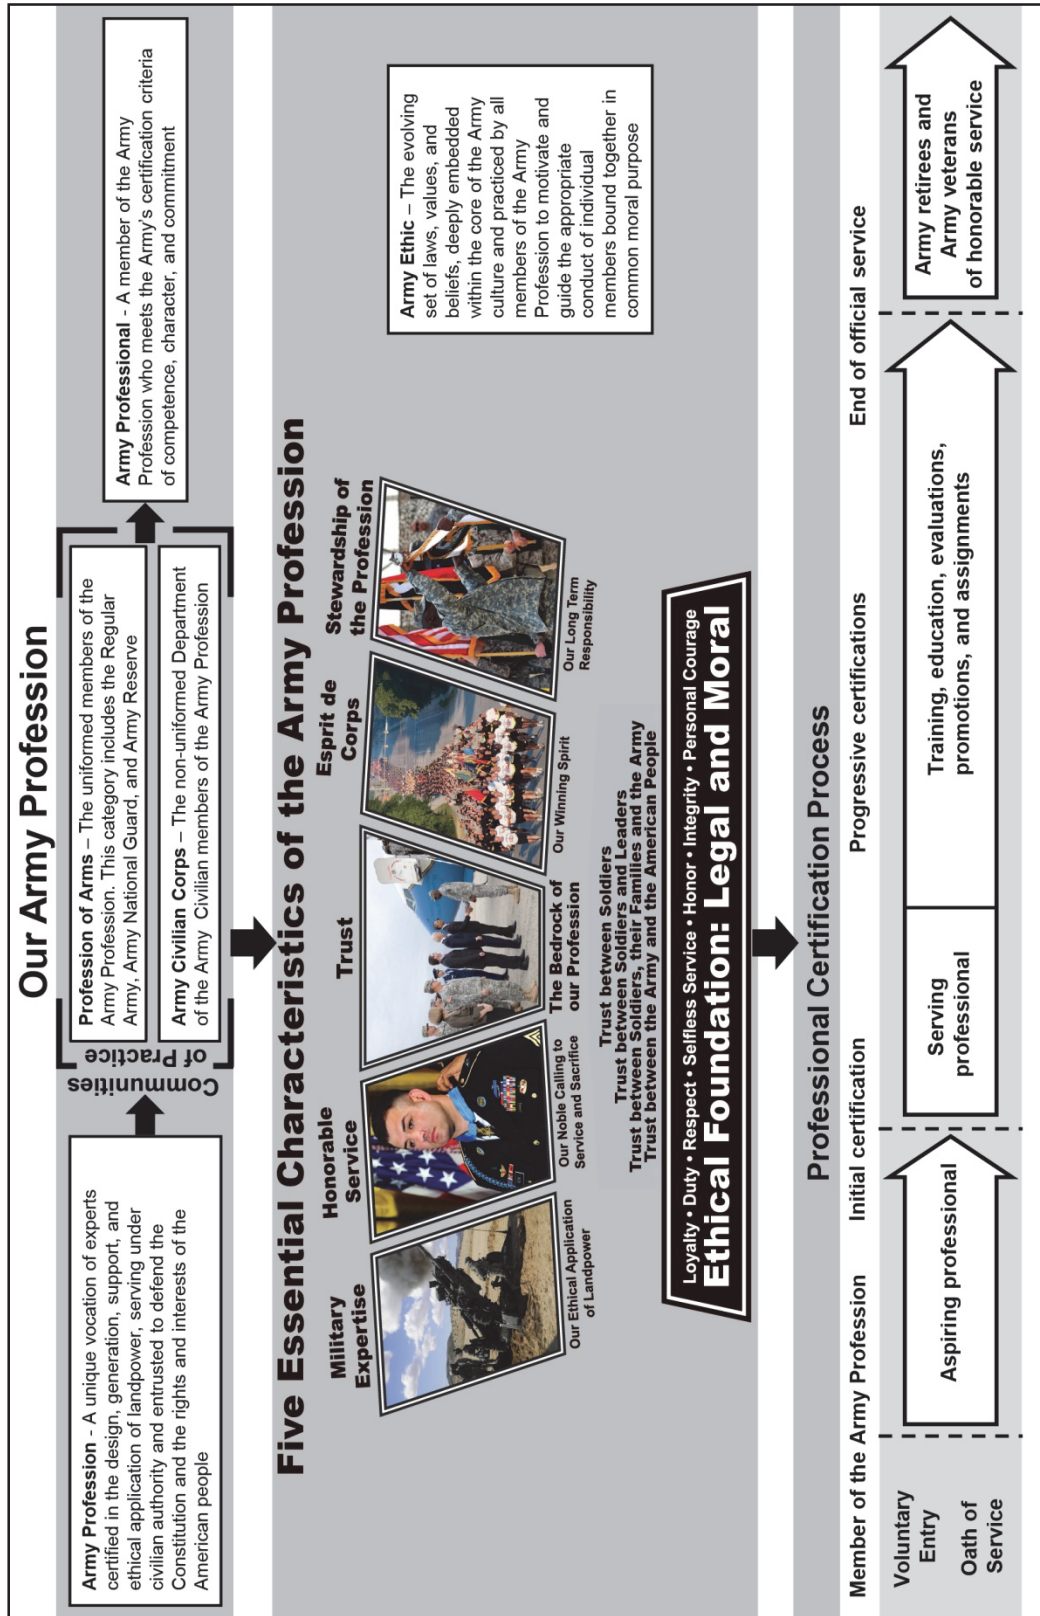 Our Army Profession
Army Profession - A unique vocation of experts
certified in the design, generation, support, and
ethical application of landpower, serving under
civilian authority and entrusted to defend the
Constitution and the rights and interests of the
American people
Communities
of Practice
Profession of Arms – The uniformed members of the
Army Profession. This category includes the Regular
Army, Army National Guard, and Army Reserve
Army Civilian Corps – The non-uniformed Department
of the Army Civilian members of the Army Profession
Army Professional - A member of the Army
Profession who meets the Army's certification criteria
of competence, character, and commitment
Five Essential Characteristics of the Army Profession
Military
Expertise
Our Ethical Application
of Landpower
Honorable
Service
Our Noble Calling to
Service and Sacrifice
Trust
The Bedrock of
our Profession
Esprit de
Corps
Our Winning Spirit
Stewardship of
the Profession
Our Long Term
Responsibility
Trust between Soldiers
Trust between Soldiers and Leaders
Trust between Soldiers, their Families and the Army
Trust between the Army and the American People
Loyalty • Duty • Respect • Selfless Service • Honor • Integrity • Personal Courage
Ethical Foundation: Legal and Moral
Army Ethic – The evolving
set of laws, values, and
beliefs, deeply embedded
within the core of the Army
culture and practiced by all
members of the Army
Profession to motivate and
guide the appropriate
conduct of individual
members bound together in
common moral purpose
Professional Certification Process
Member of the Army Profession
Initial certification
Progressive certifications
End of official service
Voluntary
Entry
Oath of
Service
Aspiring professional
Serving
professional
Training, education, evaluations,
promotions, and assignments
Army retirees and
Army veterans
of honorable service